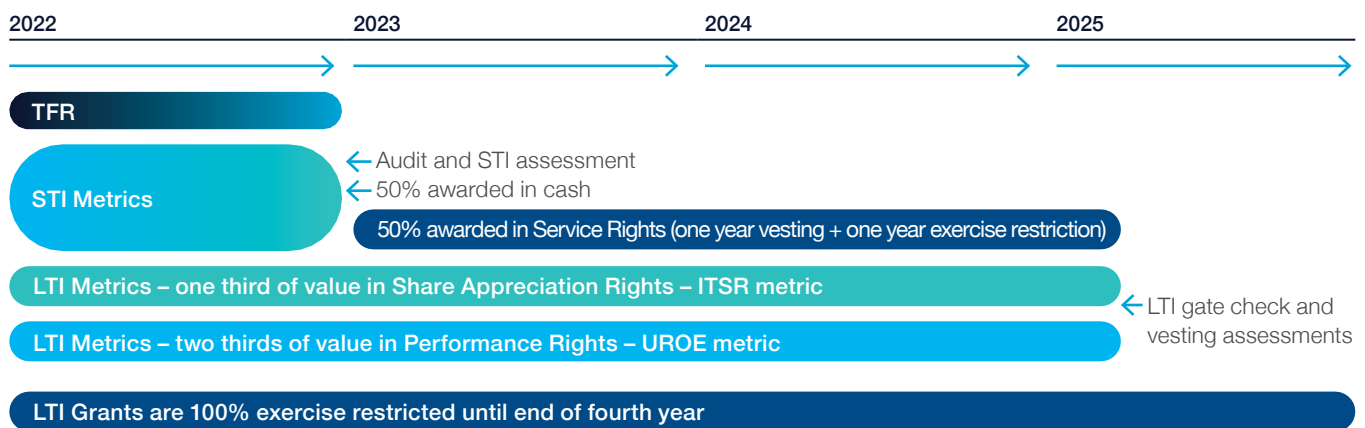 2022 2023 2024 2025
TFR
STI Metrics
Audit and STI assessment
50% awarded in cash
50% awarded in Service Rights (one year vesting + one year exercise restriction)
LTI Metrics – one third of value in Share Appreciation Rights – ITSR metric
LTI Metrics – two thirds of value in Performance Rights – UROE metric
LTI gate check and
vesting assessments
LTI Grants are 100% exercise restricted until end of fourth year